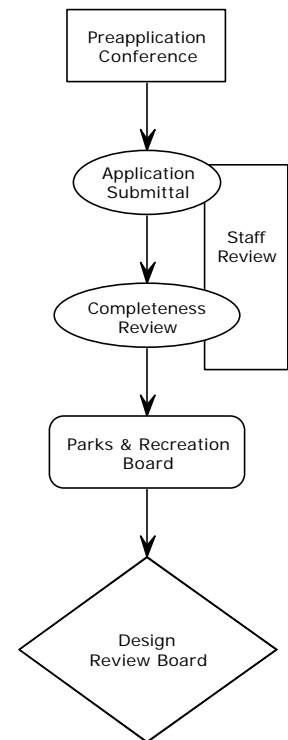 Preapplication
Conference
Application
Submittal
Staff
Review
Completeness
Review
Parks & Recreation
Board
Design
Review Board